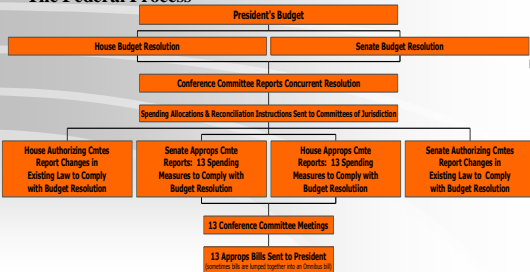 The Federal Process
President's Budget
House Budget Resolution
Senate Budget Resolution
Conference Committee Reports Concurrent Resolution
Spending Allocations & Reconciliation Instructions Sent to Committees of Jurisdiction
House Authorizing Cmtes
Report Changes in
Existing Law to Comply
with Budget Resolution
Senate Approps Cmte
Reports: 13 Spending
Measures to Comply with
Budget Resolution
House Approps Cmte
Reports: 13 Spending
Measures to Comply with
Budget Resolutiion
Senate Authorizing Cmtes
Report Changes in
Existing Law to Comply
with Budget Resolution
13 Conference Committee Meetings
13 Approps Bills Sent to President
(sometimes bills are lumped together into an Omnibus bill)